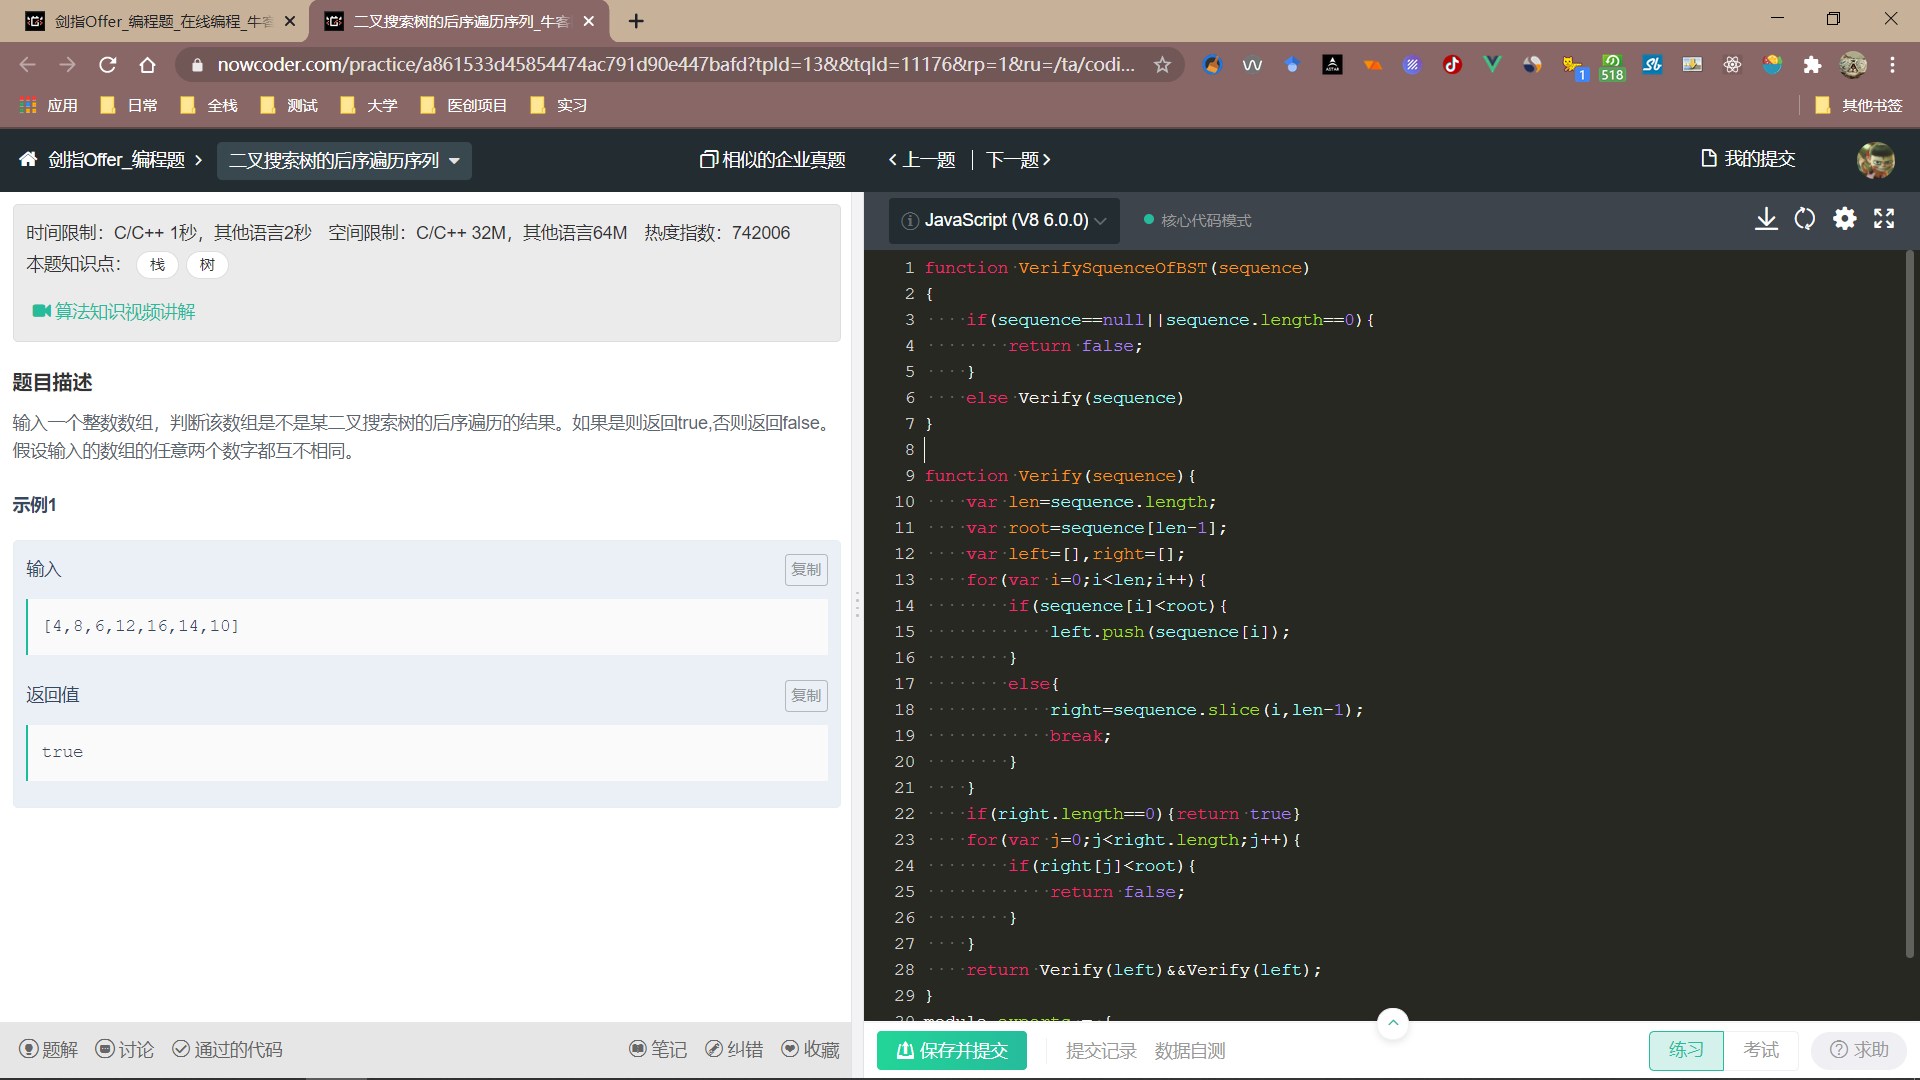 剑指Offer_编程题_在线编程_牛客
二叉搜索树的后序遍历序列_牛客
nowcoder.com/practice/a861533d45854474ac791d90e447bafd?tpId=13&&tqId=11176&rp=1&ru=/ta/codi...
1
518
应用
日常
全栈
测试
大学
医创项目
实习
其他书签
剑指Offer_编程题
二叉搜索树的后序遍历序列
相似的企业真题
上一题
下一题
我的提交
时间限制：C/C++ 1秒，其他语言2秒 空间限制：C/C++ 32M，其他语言64M 热度指数：742006
本题知识点： 栈 树
算法知识视频讲解
题目描述
输入一个整数数组，判断该数组是不是某二叉搜索树的后序遍历的结果。如果是则返回true,否则返回false。
假设输入的数组的任意两个数字都互不相同。
示例1
输入
复制
[4,8,6,12,16,14,10]
返回值
复制
true
题解
讨论
通过的代码
笔记
纠错
收藏
JavaScript (V8 6.0.0)
核心代码模式
1 function VerifySquenceOfBST(sequence)
2 {
3     if(sequence==null||sequence.length==0){
4         return false;
5     }
6     else Verify(sequence)
7 }
8
9 function Verify(sequence){
10     var len=sequence.length;
11     var root=sequence[len-1];
12     var left=[],right=[];
13     for(var i=0;i<len;i++){
14         if(sequence[i]<root){
15             left.push(sequence[i]);
16         }
17         else{
18             right=sequence.slice(i,len-1);
19             break;
20         }
21     }
22     if(right.length==0){return true}
23     for(var j=0;j<right.length;j++){
24         if(right[j]<root){
25             return false;
26         }
27     }
28     return Verify(left)&&Verify(left);
29 }
30 module.exports = {
保存并提交
提交记录
数据自测
练习
考试
求助